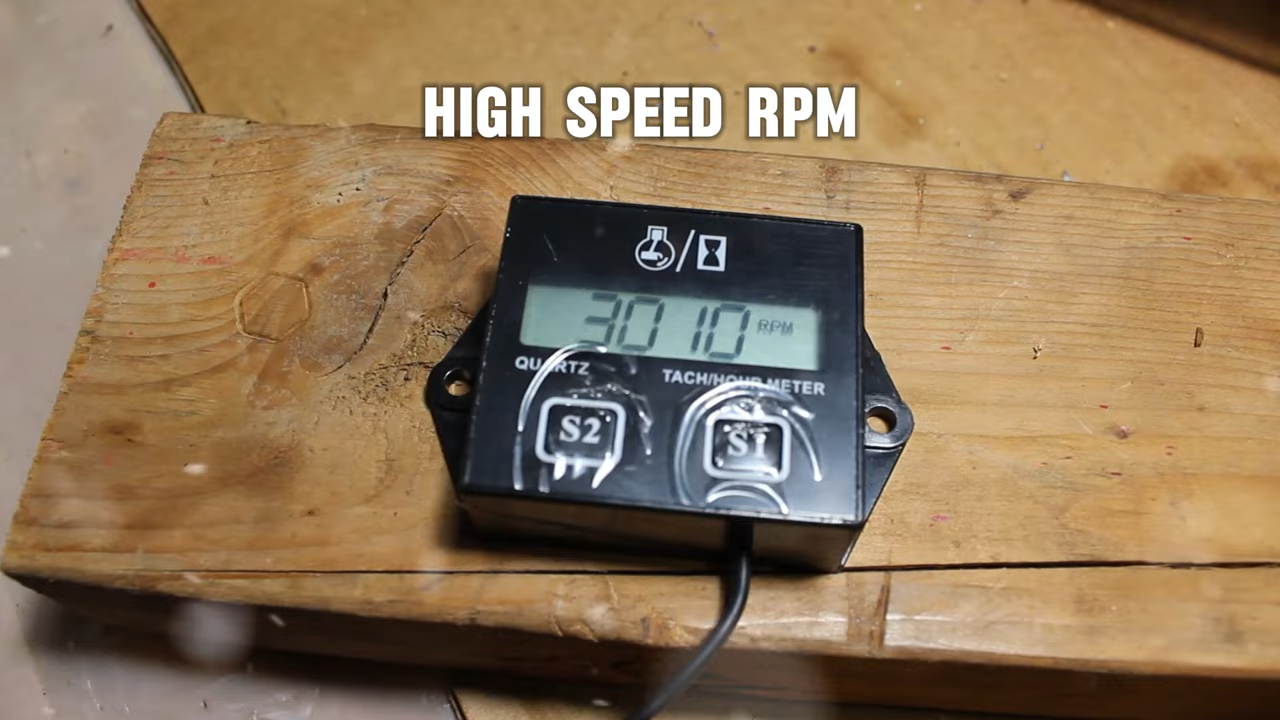 HIGH SPEED RPM
3010 RPM
QUARTZ
TACH/HOUR METER
S2
S1